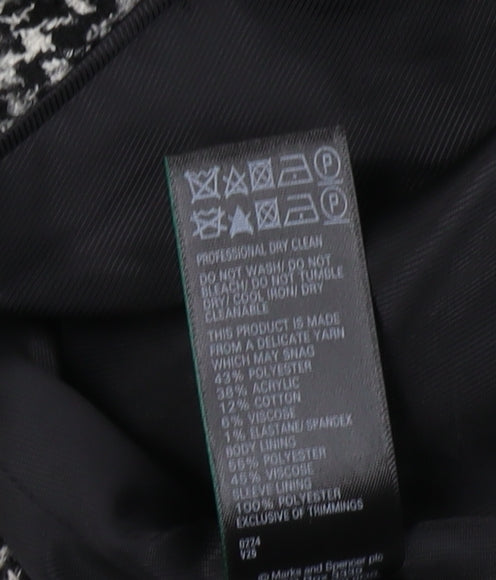 P
P
PROFESSIONAL DRY CLEAN
DO NOT WASH/ DO NOT
BLEACH/ DO NOT TUMBLE
DRY/ COOL IRON/ DRY
CLEANABLE
THIS PRODUCT IS MADE
FROM A DELICATE YARN
WHICH MAY SNAG
43% POLYESTER
38% ACRYLIC
12% COTTON
6% VISCOSE
1% ELASTANE/SPANDEX
BODY LINING
55% POLYESTER
45% VISCOSE
SLEEVE LINING
100% POLYESTER
EXCLUSIVE OF TRIMMINGS
0224
V29
© Marks and Spencer plc